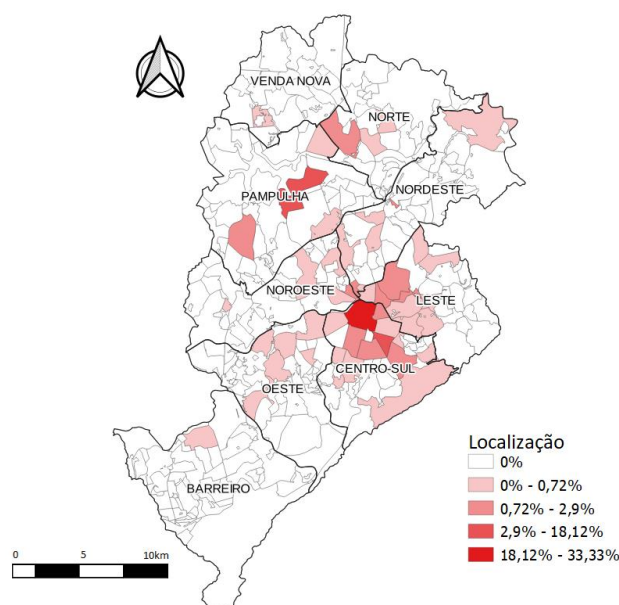 VENDA NOVA
NORTE
NORDESTE
PAMPULHA
NOROESTE
LESTE
CENTRO-SUL
OESTE
BARREIRO
Localização
0%
0% - 0,72%
0,72% - 2,9%
2,9% - 18,12%
18,12% - 33,33%
0 5 10km